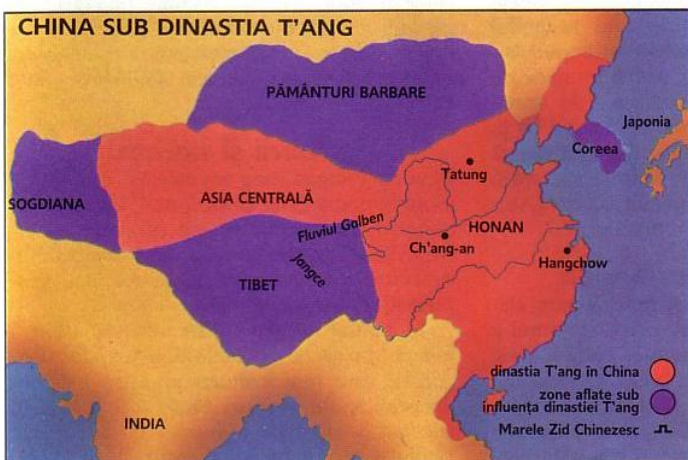 CHINA SUB DINASTIA T'ANG
PĂMÂNTURI BARBARE
Japonia
Coreea
Tatung
SOGDIANA
ASIA CENTRALĂ
Fluviul Galben
HONAN
Ch'ang-an
Hangchow
Jangce
TIBET
dinastia T'ang în China
zone aflate sub
influența dinastiei T'ang
Marele Zid Chinezesc
INDIA